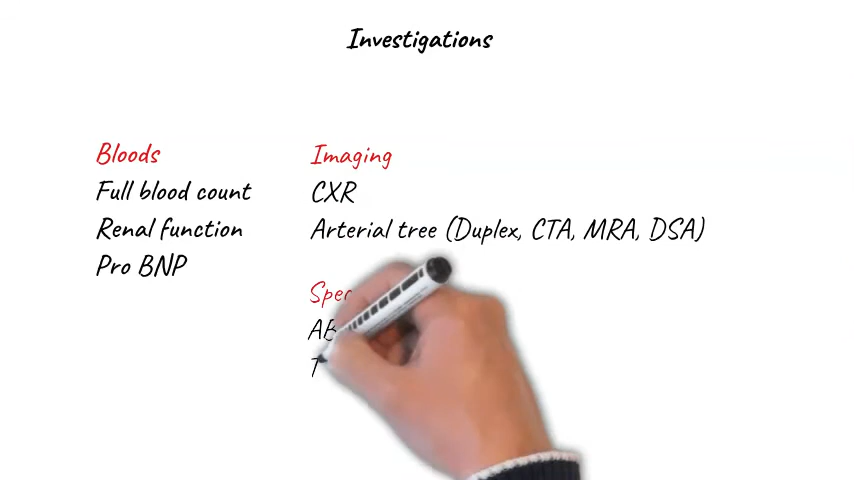 Investigations
Bloods
Full blood count
Renal function
Pro BNP
Imaging
CXR
Arterial tree (Duplex, CTA, MRA, DSA)